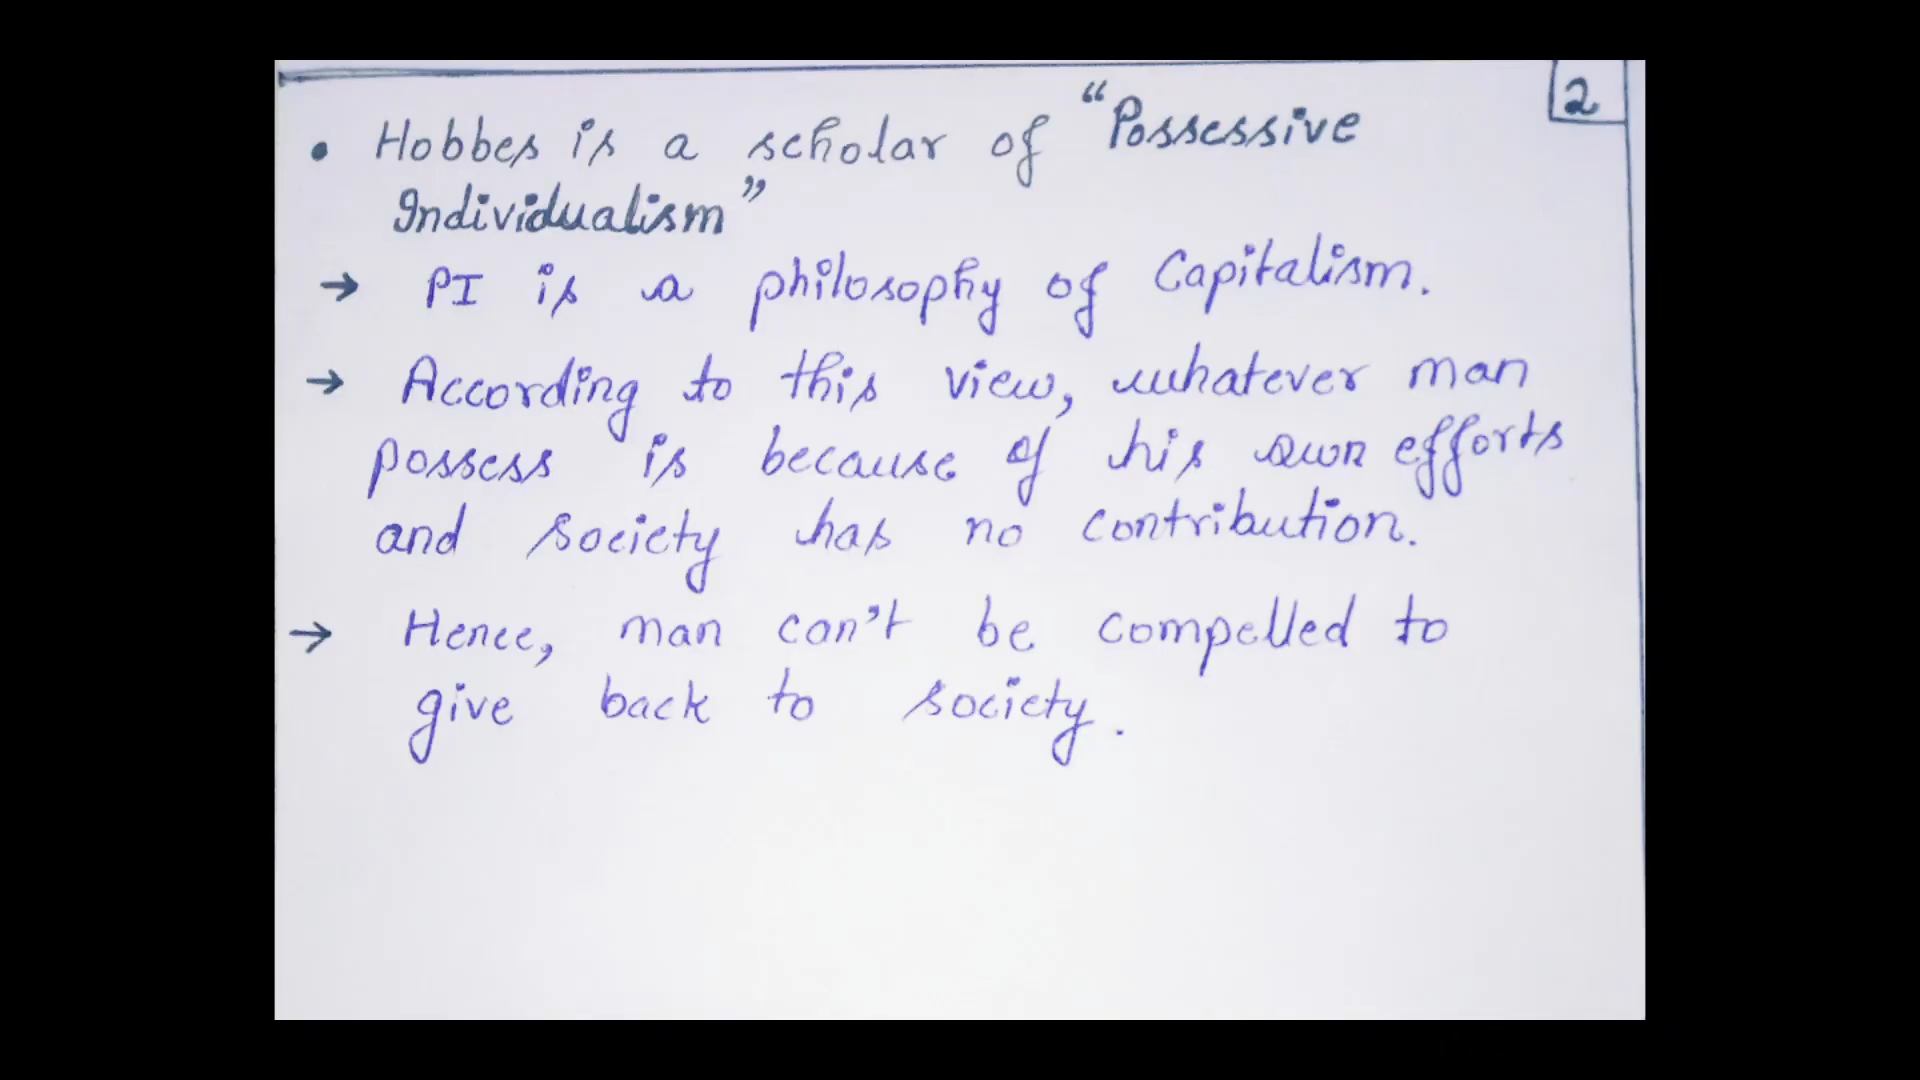 2
• Hobbes is a scholar of "Possessive
Individualism"
→ PI is a philosophy of Capitalism.
→ According to this view, whatever man
possess is because of his own efforts
and society has no contribution.
→ Hence, man can't be compelled to
give back to society.